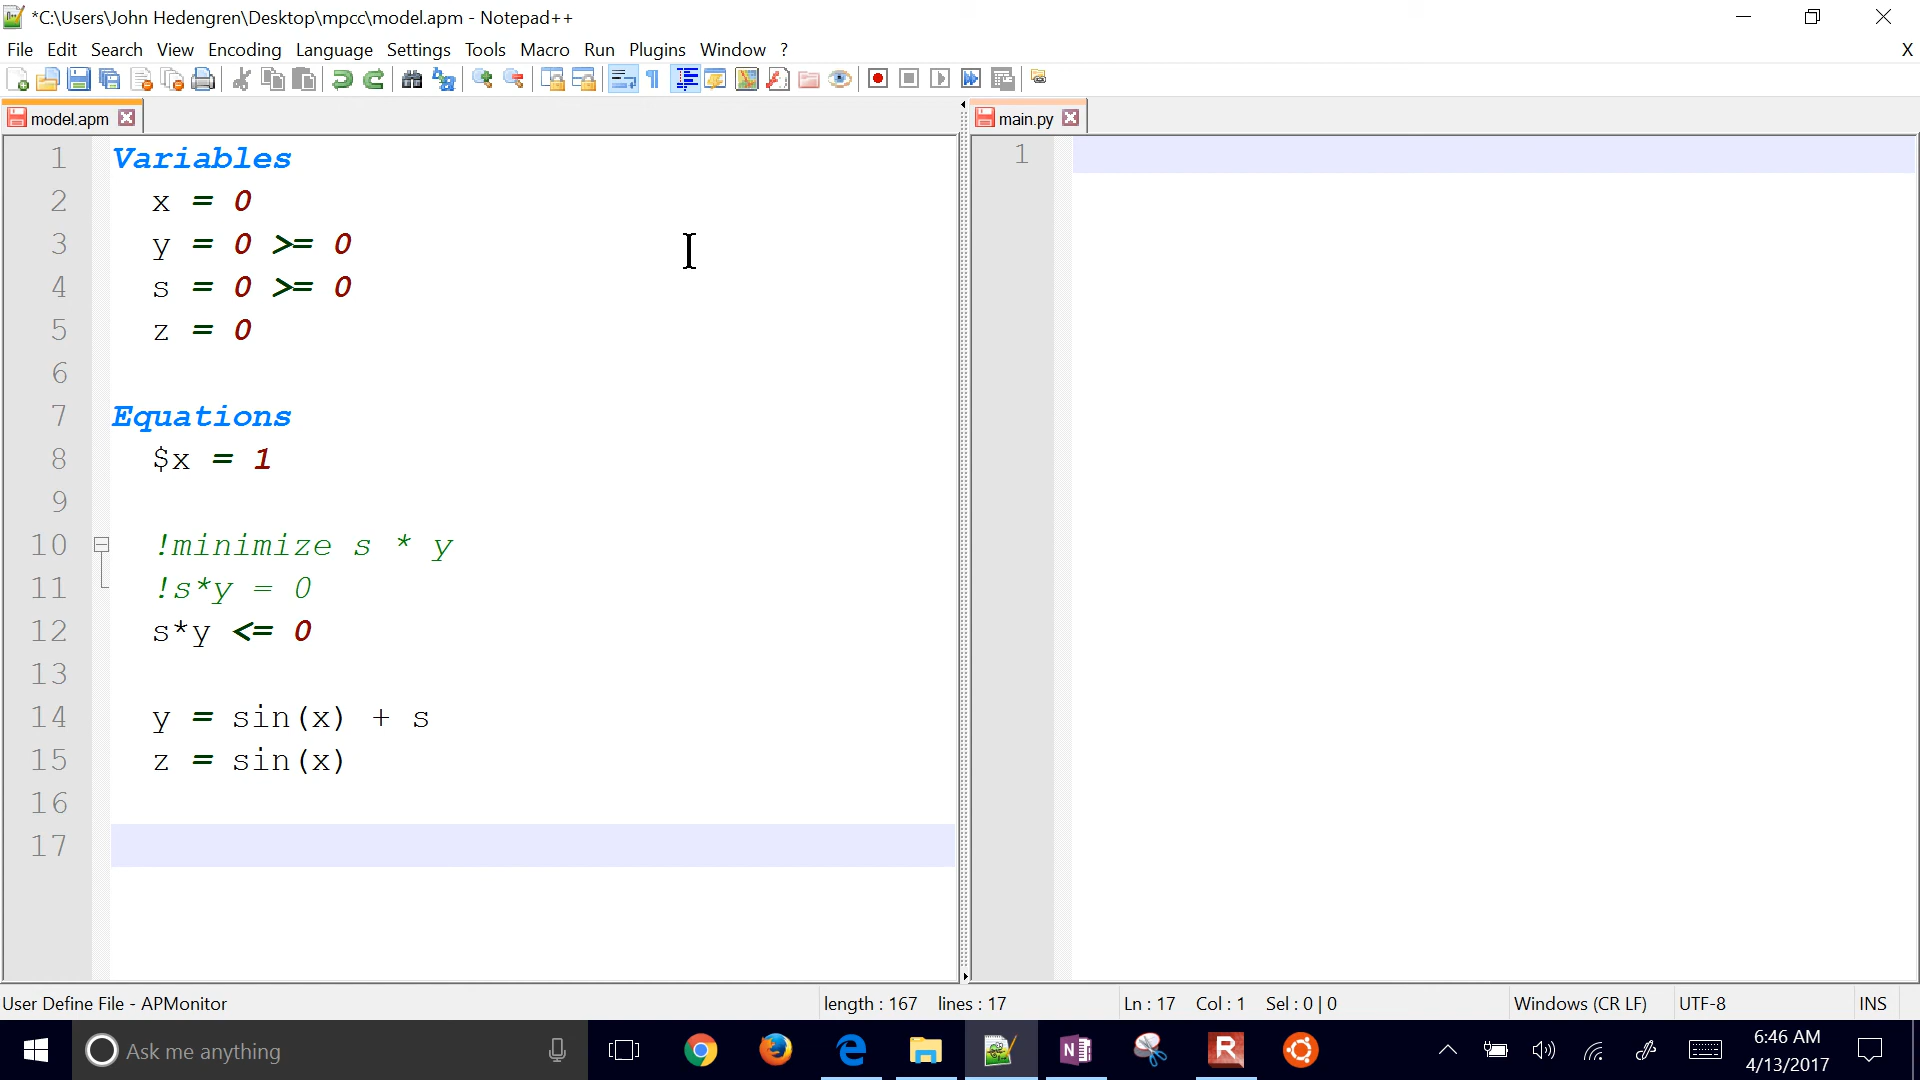 *C:\Users\John Hedengren\Desktop\mpcc\model.apm - Notepad++
File Edit Search View Encoding Language Settings Tools Macro Run Plugins Window ? X
model.apm
main.py
1 Variables
2 x = 0
3 y = 0 >= 0
4 s = 0 >= 0
5 z = 0
6
7 Equations
8 $x = 1
9
10 !minimize s * y
11 !s*y = 0
12 s*y <= 0
13
14 y = sin(x) + s
15 z = sin(x)
16
17
1
User Define File - APMonitor length : 167 lines : 17 Ln : 17 Col : 1 Sel : 0 | 0 Windows (CR LF) UTF-8 INS
Ask me anything
6:46 AM
4/13/2017